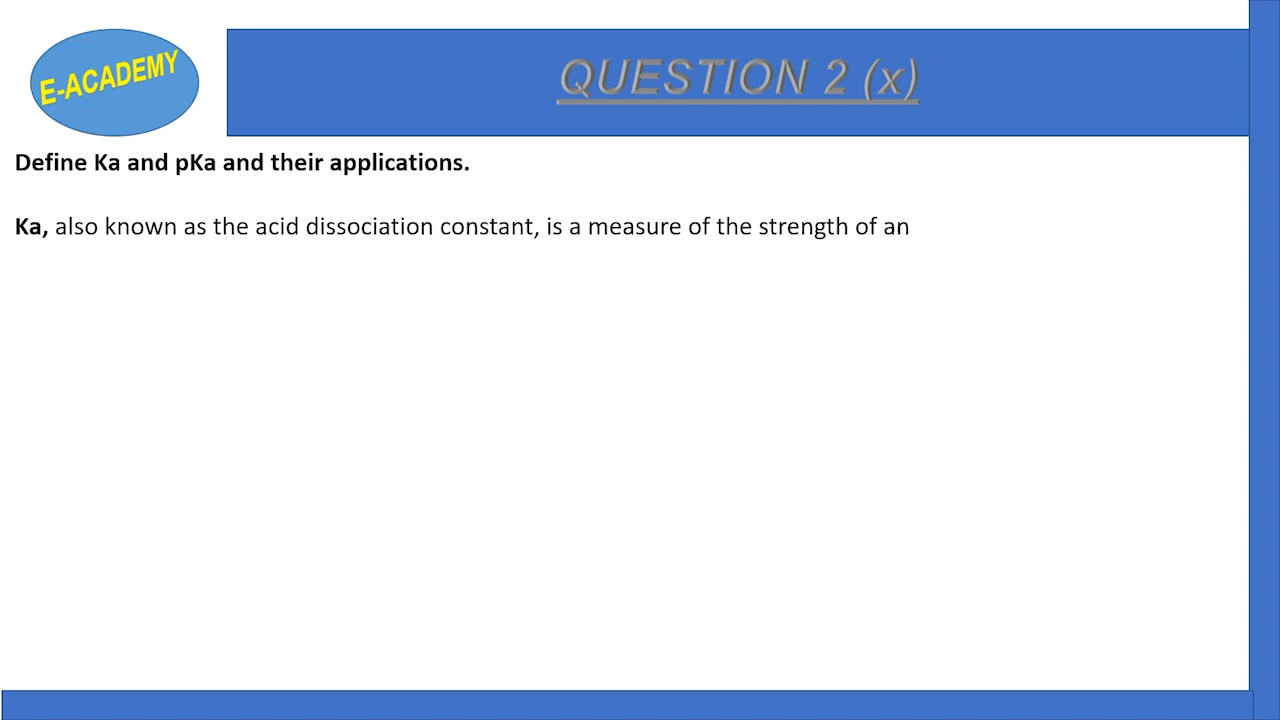 E-ACADEMY
QUESTION 2 (x)
Define Ka and pKa and their applications.
Ka, also known as the acid dissociation constant, is a measure of the strength of an